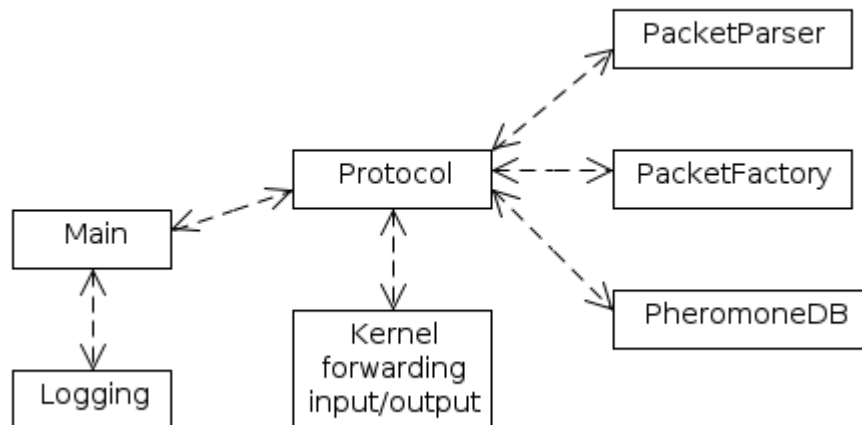 PacketParser
Protocol
PacketFactory
Main
PheromoneDB
Kernel
forwarding
input/output
Logging